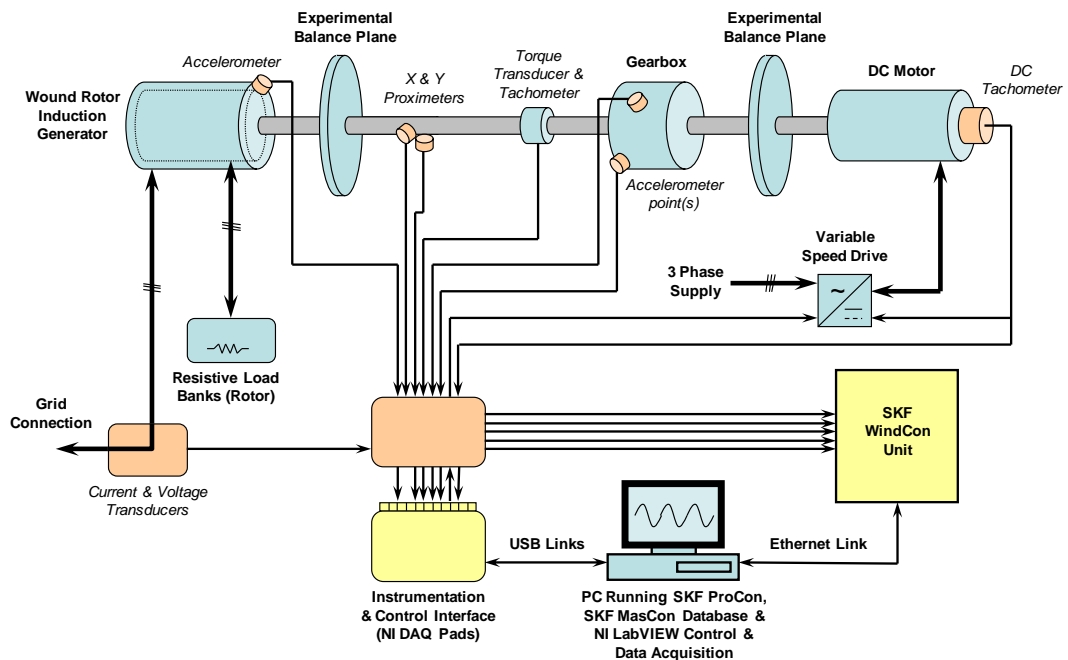 Experimental
Balance Plane
Accelerometer
Wound Rotor
Induction
Generator
X & Y
Proximeters
Torque
Transducer &
Tachometer
Gearbox
Accelerometer
point(s)
Experimental
Balance Plane
DC Motor
DC
Tachometer
Variable
Speed Drive
3 Phase
Supply
~
Resistive Load
Banks (Rotor)
Grid
Connection
Current & Voltage
Transducers
SKF
WindCon
Unit
USB Links
Ethernet Link
Instrumentation
& Control Interface
(NI DAQ Pads)
PC Running SKF ProCon,
SKF MasCon Database &
NI LabVIEW Control &
Data Acquisition